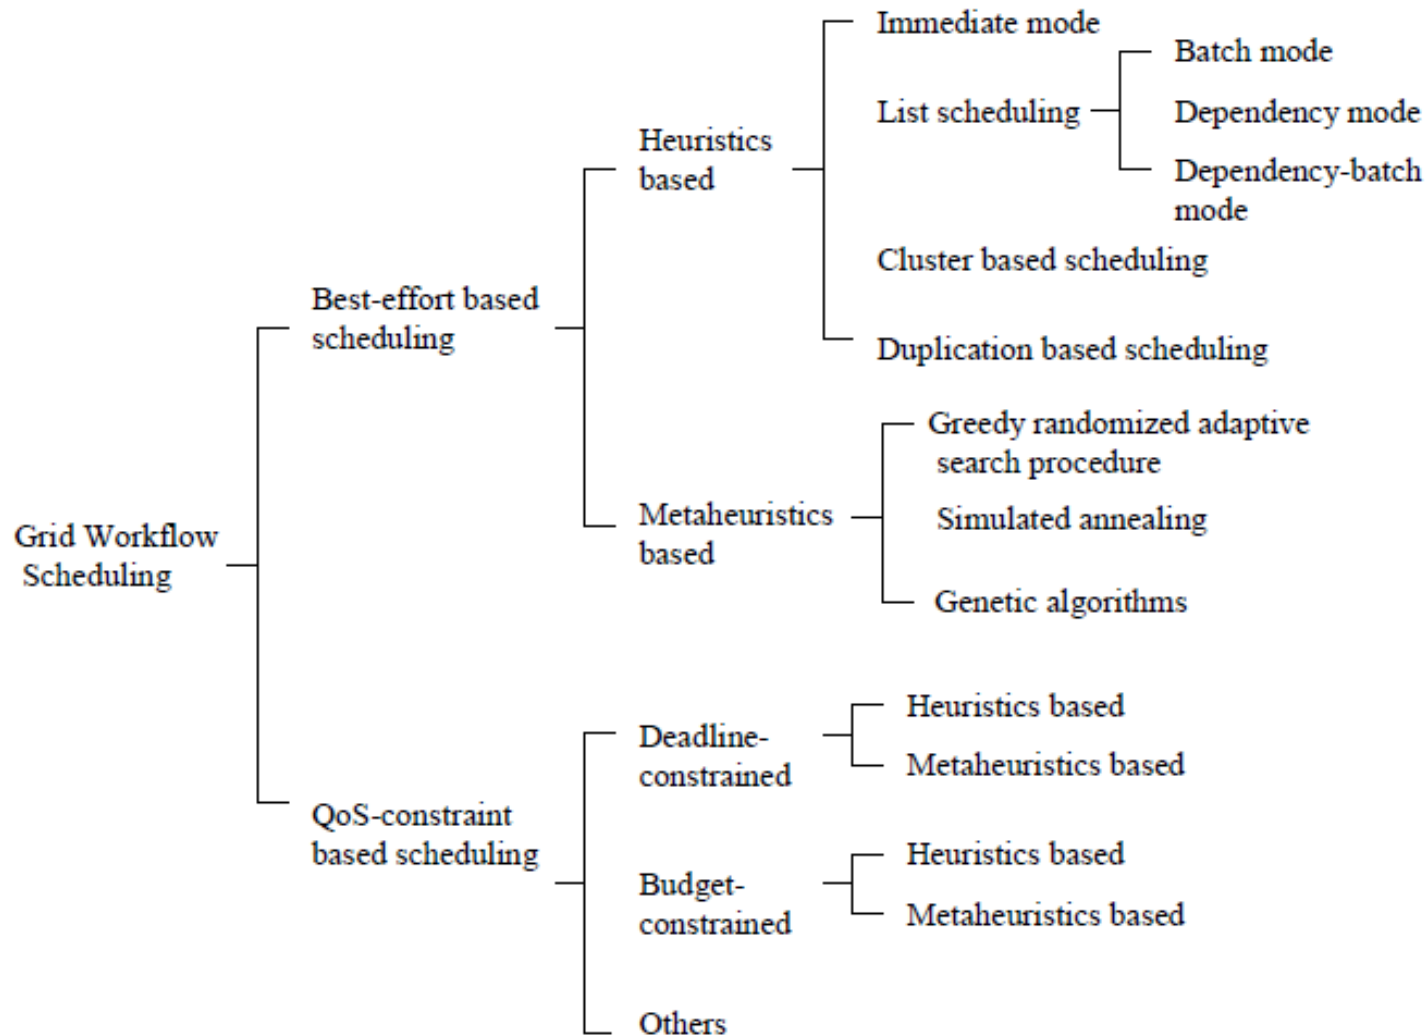 Immediate mode
Batch mode
List scheduling
Dependency mode
Heuristics
based
Dependency-batch
mode
Cluster based scheduling
Best-effort based
scheduling
Duplication based scheduling
Greedy randomized adaptive
search procedure
Metaheuristics
based
Simulated annealing
Grid Workflow
Scheduling
Genetic algorithms
Heuristics based
Deadline-
constrained
Metaheuristics based
QoS-constraint
based scheduling
Heuristics based
Budget-
constrained
Metaheuristics based
Others